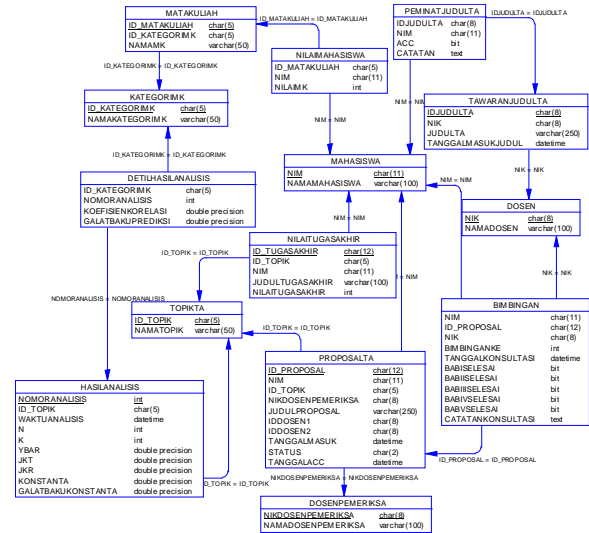 MATAKULIAH
ID_MATAKULIAH char(5)
ID_KATEGORIMK char(5)
NAMAMK varchar(50)
ID_MATAKULIAH = ID_MATAKULIAH
PEMINATJUDULTA
IDJUDULTA char(8)
NIM char(11)
ACC bit
CATATAN text
IDJUDULTA = IDJUDULTA
NILAIMAHASISWA
ID_MATAKULIAH char(5)
NIM char(11)
NILAIMK int
ID_KATEGORIMK = ID_KATEGORIMK
KATEGORIMK
ID_KATEGORIMK char(5)
NAMAKATEGORIMK varchar(50)
TAWARANJUDULTA
IDJUDULTA char(8)
NIK char(8)
JUDULTA varchar(250)
TANGGALMASUKJUDUL datetime
NIM = NIM
NIM = NIM
ID_KATEGORIMK = ID_KATEGORIMK
MAHASISWA
NIM char(11)
NAMAMAHASISWA varchar(100)
NIK = NIK
NIM = NIM
DETILHASILANALISIS
ID_KATEGORIMK char(5)
NOMORANALISIS int
KOEFISIENKORELASI double precision
GALATBAKUPREDIKSI double precision
DOSEN
NIK char(8)
NAMADOSEN varchar(100)
NIM = NIM
NILAITUGASAKHIR
ID_TUGASAKHIR char(12)
ID_TOPIK char(5)
NIM char(11)
JUDULTUGASAKHIR varchar(100)
NILAITUGASAKHIR int
ID_TOPIK = ID_TOPIK
I = NIM
NIK = NIK
NOMORANALISIS = NOMORANALISIS
TOPIKTA
ID_TOPIK char(5)
NAMATOPIK varchar(50)
ID_TOPIK = ID_TOPIK
BIMBINGAN
NIM char(11)
ID_PROPOSAL char(12)
NIK char(8)
BIMBINGANKE int
TANGGALKONSULTASI datetime
BABISELESAI bit
BABIISELESAI bit
BABIIISELESAI bit
BABIVSELESAI bit
BABVSELESAI bit
CATATANKONSULTASI text
PROPOSALTA
ID_PROPOSAL char(12)
NIM char(11)
ID_TOPIK char(5)
NIKDOSENPEMERIKSA char(8)
JUDULPROPOSAL varchar(250)
IDDOSEN1 char(8)
IDDOSEN2 char(8)
TANGGALMASUK datetime
STATUS char(2)
TANGGALACC datetime
HASILANALISIS
NOMORANALISIS int
ID_TOPIK char(5)
WAKTUANALISIS datetime
N int
K int
YBAR double precision
JKT double precision
JKR double precision
KONSTANTA double precision
GALATBAKUKONSTANTA double precision
ID_PROPOSAL = ID_PROPOSAL
D_TOPIK = ID_TOPIK
NIKDOSENPEMERIKSA = NIKDOSENPEMERIKSA
DOSENPEMERIKSA
NIKDOSENPEMERIKSA char(8)
NAMADOSENPEMERIKSA varchar(100)